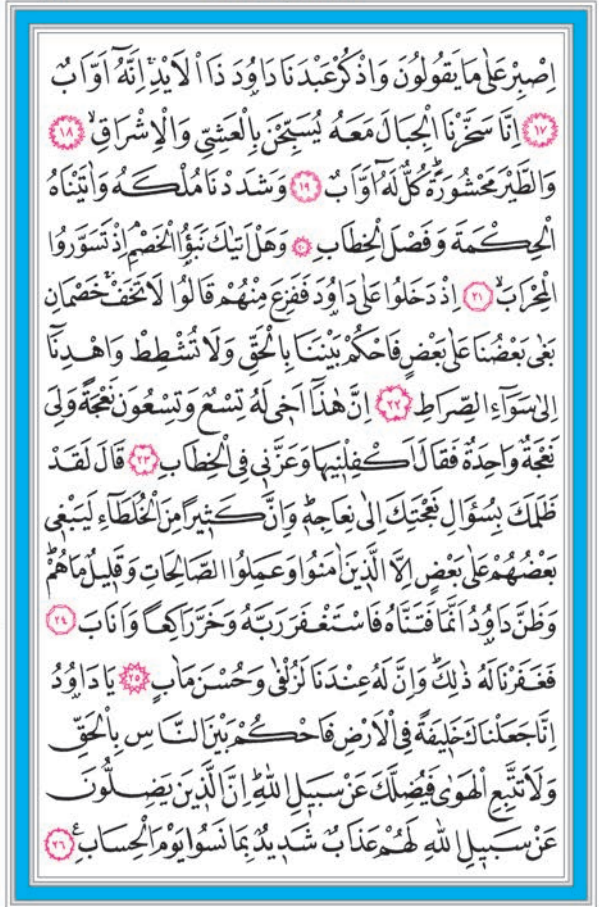 اِصْبِرْ عَلٰى مَا يَقُولُونَ وَاذْكُرْ عَبْدَنَا دَاوُ۫دَ ذَا الْاَيْدِۚ اِنَّهُٓ اَوَّابٌ
﴿١٧﴾ اِنَّا سَخَّرْنَا الْجِبَالَ مَعَهُ يُسَبِّحْنَ بِالْعَشِيِّ وَالْاِشْرَاقِۙ ﴿١٨﴾
وَالطَّيْرَ مَحْشُورَةًۜ كُلٌّ لَهُٓ اَوَّابٌ ﴿١٩﴾ وَشَدَدْنَا مُلْكَهُ وَاٰتَيْنَاهُ
الْحِكْمَةَ وَفَصْلَ الْخِطَابِ ﴿٢٠﴾ وَهَلْ اَتٰيكَ نَبَؤُا الْخَصْمِۢ اِذْ تَسَوَّرُوا
الْمِحْرَابَۙ ﴿٢١﴾ اِذْ دَخَلُوا عَلٰى دَاوُ۫دَ فَفَزِعَ مِنْهُمْ قَالُوا لَا تَخَفْۚ خَصْمَانِ
بَغٰى بَعْضُنَا عَلٰى بَعْضٍ فَاحْكُمْ بَيْنَنَا بِالْحَقِّ وَلَا تُشْطِطْ وَاهْدِنَٓا
اِلٰى سَوَٓاءِ الصِّرَاطِ ﴿٢٢﴾ اِنَّ هٰذَٓا اَخ۪ي لَهُ تِسْعٌ وَتِسْعُونَ نَعْجَةً وَلِيَ
نَعْجَةٌ وَاحِدَةٌ فَقَالَ اَكْفِلْن۪يهَا وَعَزَّن۪ي فِي الْخِطَابِ ﴿٢٣﴾ قَالَ لَقَدْ
ظَلَمَكَ بِسُؤَالِ نَعْجَتِكَ اِلٰى نِعَاجِه۪ۜ وَاِنَّ كَث۪يرًا مِنَ الْخُلَطَٓاءِ لَيَبْغ۪ي
بَعْضُهُمْ عَلٰى بَعْضٍ اِلَّا الَّذ۪ينَ اٰمَنُوا وَعَمِلُوا الصَّالِحَاتِ وَقَل۪يلٌ مَا هُمْۜ
وَظَنَّ دَاوُ۫دُ اَنَّمَا فَتَنَّاهُ فَاسْتَغْفَرَ رَبَّهُ وَخَرَّ رَاكِعًا وَاَنَابَ ﴿٢٤﴾
فَغَفَرْنَا لَهُ ذٰلِكَۜ وَاِنَّ لَهُ عِنْدَنَا لَزُلْفٰى وَحُسْنَ مَاٰبٍ ﴿٢٥﴾ يَا دَاوُ۫دُ
اِنَّا جَعَلْنَاكَ خَل۪يفَةً فِي الْاَرْضِ فَاحْكُمْ بَيْنَ النَّاسِ بِالْحَقِّ
وَلَا تَتَّبِعِ الْهَوٰى فَيُضِلَّكَ عَنْ سَب۪يلِ اللّٰهِۜ اِنَّ الَّذ۪ينَ يَضِلُّونَ
عَنْ سَب۪يلِ اللّٰهِ لَهُمْ عَذَابٌ شَد۪يدٌ بِمَا نَسُوا يَوْمَ الْحِسَابِ۟ ع ﴿٢٦﴾